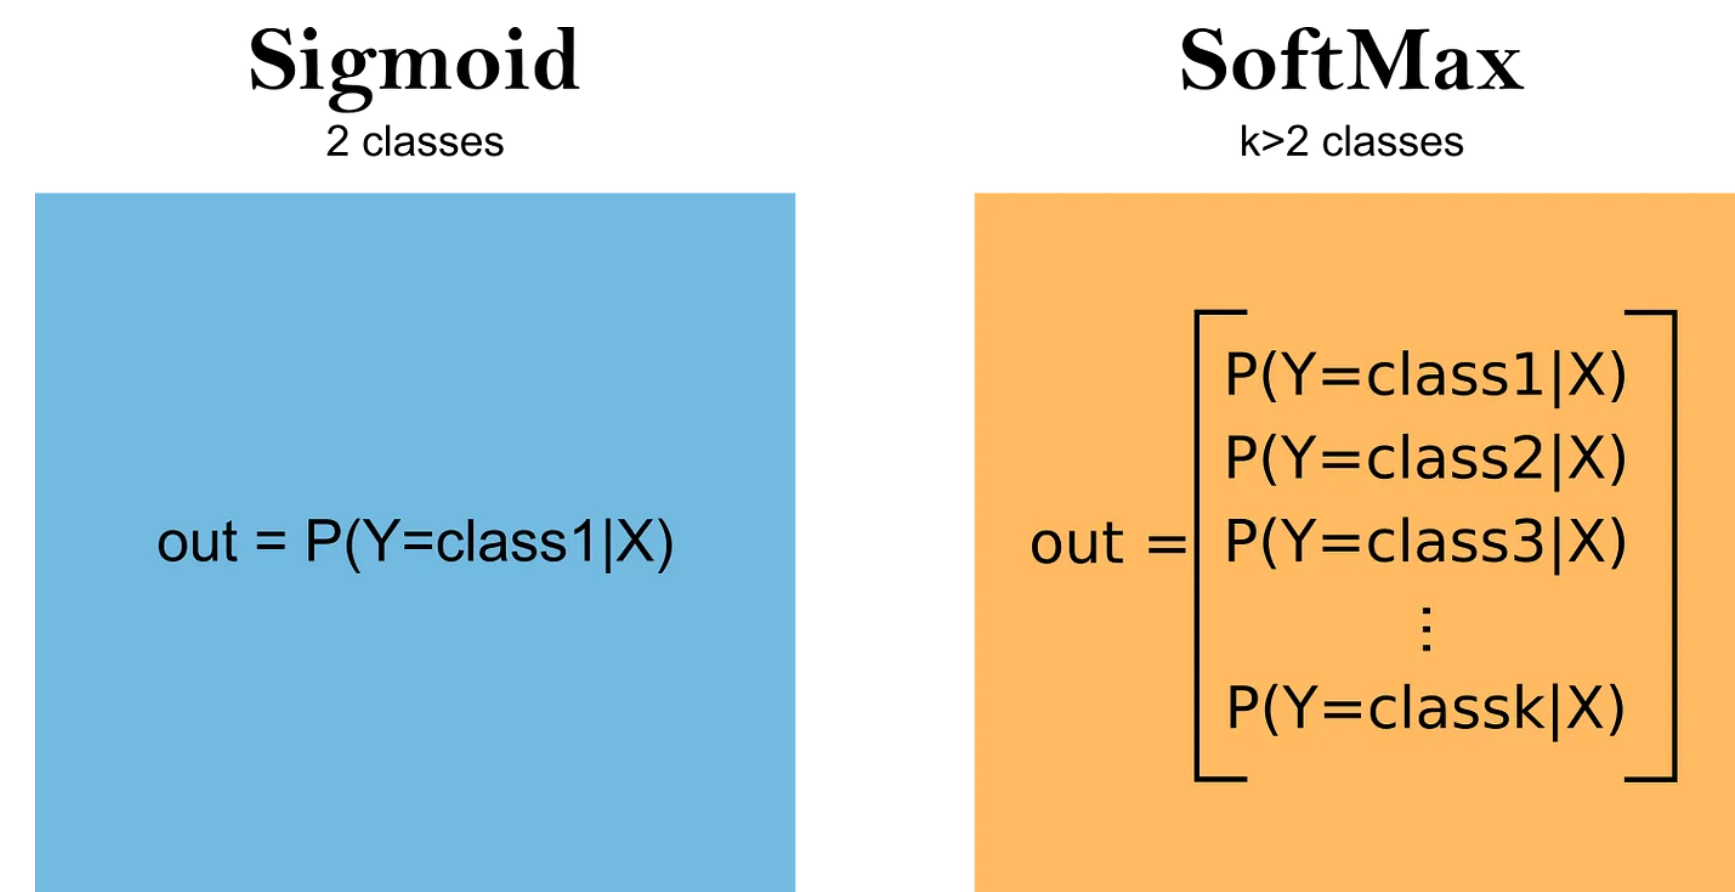 Sigmoid
2 classes
out = P(Y=class1|X)
SoftMax
k>2 classes
P(Y=class1|X)
P(Y=class2|X)
out = P(Y=class3|X)
⋮
P(Y=classk|X)